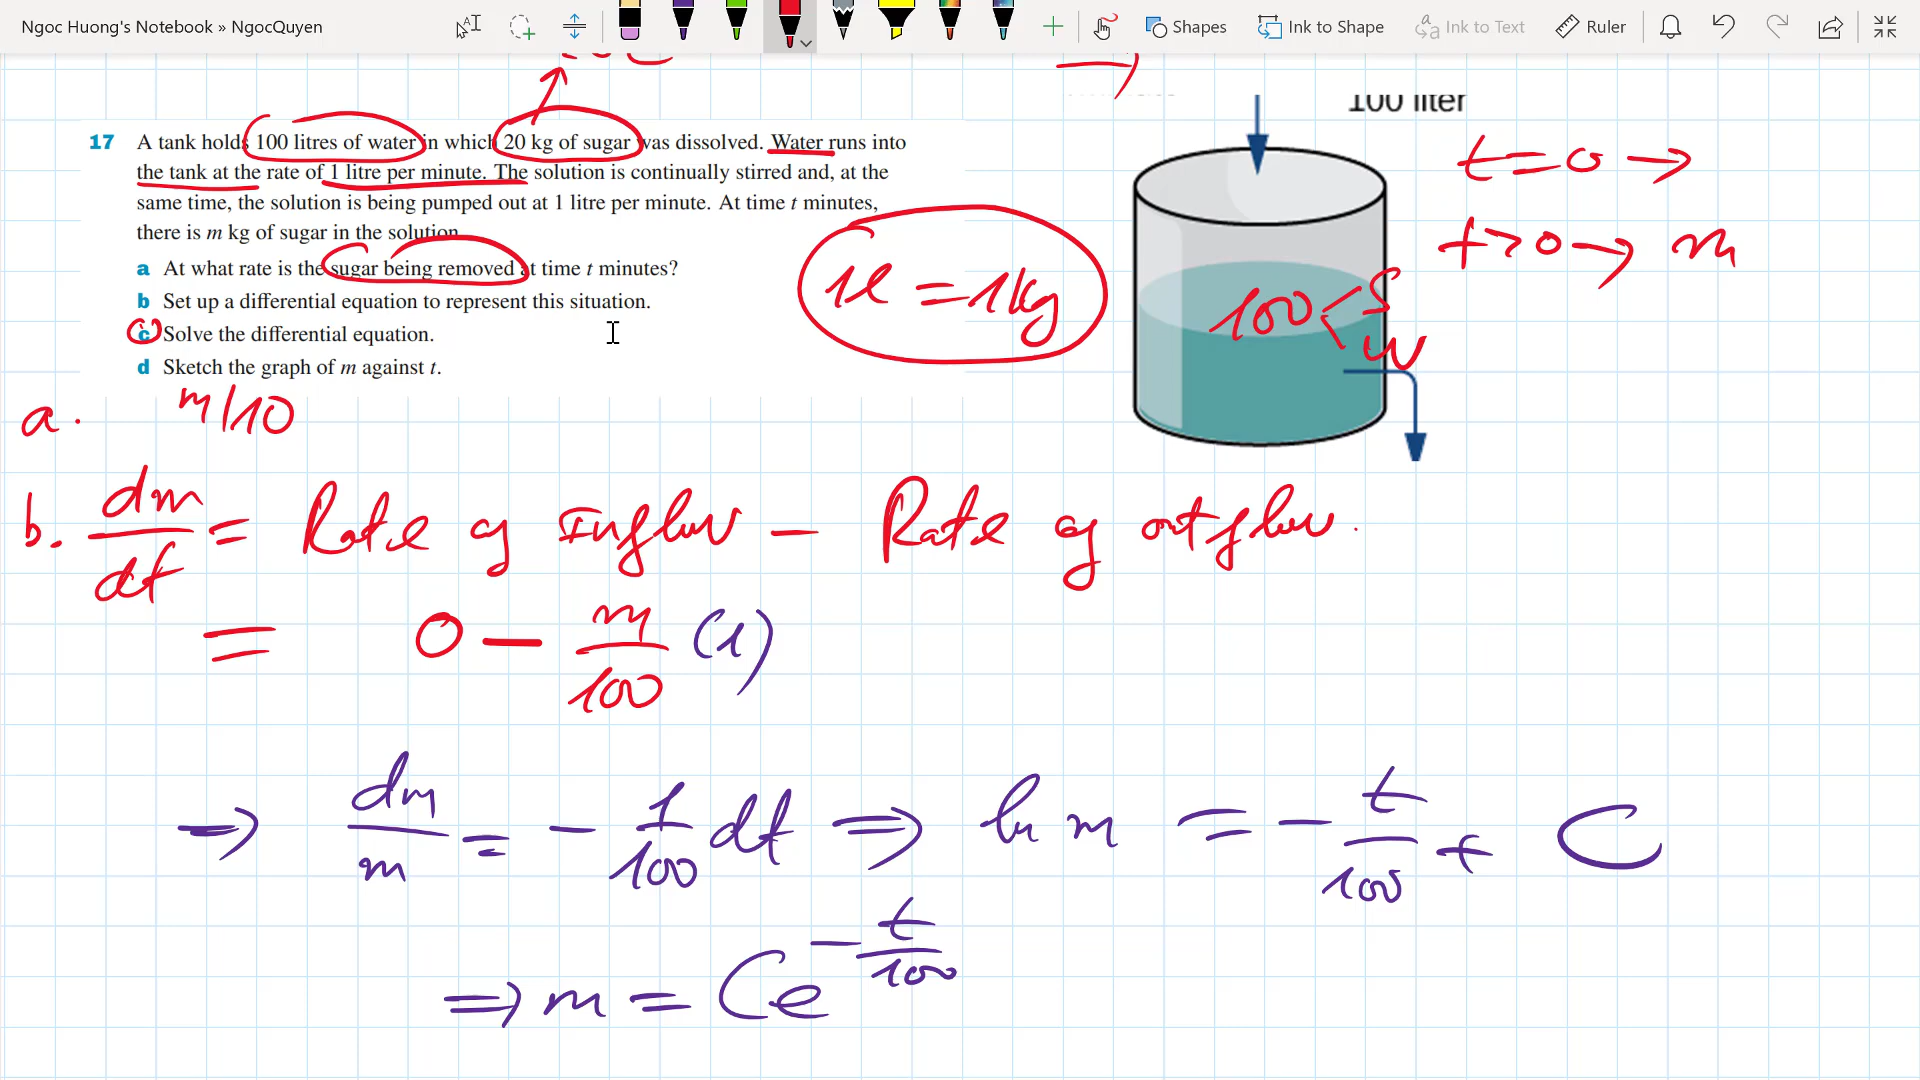 Ngoc Huong's Notebook » NgocQuyen
Shapes
Ink to Shape
Ink to Text
Ruler
100 liter
17 A tank holds 100 litres of water in which 20 kg of sugar was dissolved. Water runs into
the tank at the rate of 1 litre per minute. The solution is continually stirred and, at the
same time, the solution is being pumped out at 1 litre per minute. At time t minutes,
there is m kg of sugar in the solution.
a At what rate is the sugar being removed at time t minutes?
b Set up a differential equation to represent this situation.
c Solve the differential equation.
d Sketch the graph of m against t.
t = 0 →
t > 0 → m
1l = 1kg
100 < S
W
a. m/10
b. dm/dt = Rate of Inflow − Rate of outflow.
= 0 − m/100 (1)
⇒ dm/m = − 1/100 dt ⇒ ln m = − t/100 + C
⇒ m = Ce^(−t/100)